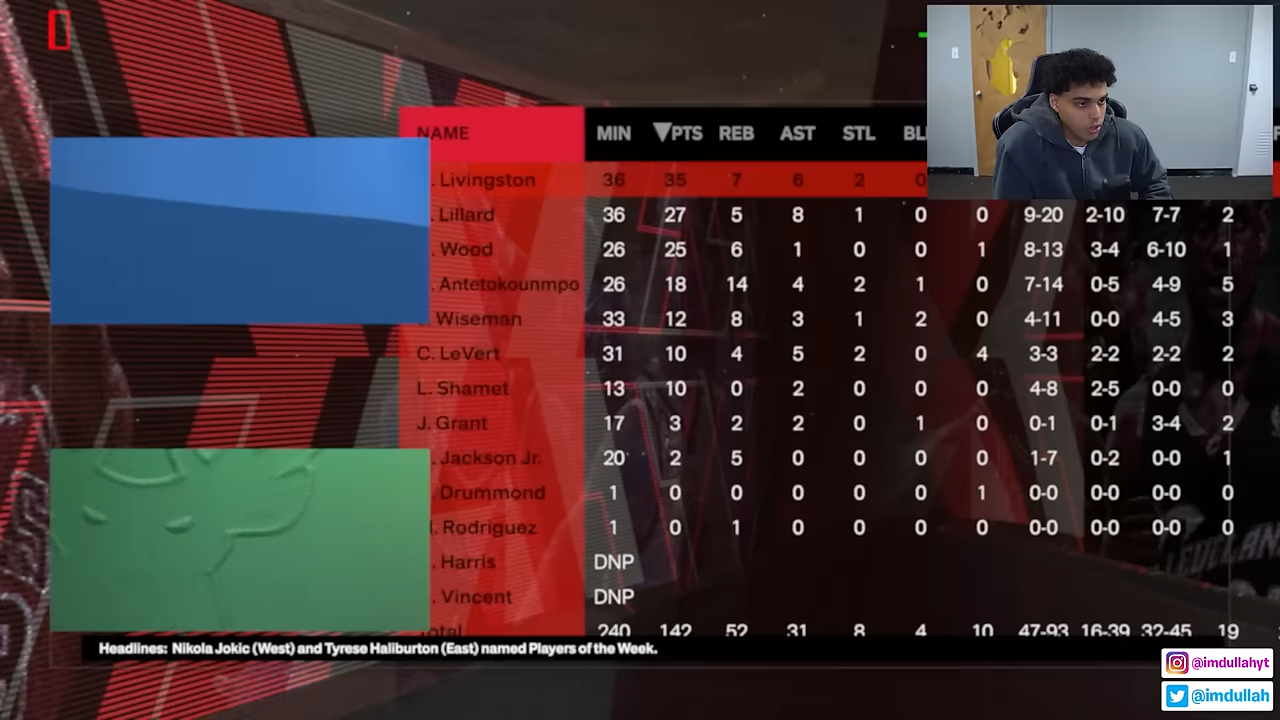 NAME MIN ▼PTS REB AST STL
. Livingston 36 35 7 6 2 0
. Lillard 36 27 5 8 1 0 0 9-20 2-10 7-7 2
. Wood 26 25 6 1 0 0 1 8-13 3-4 6-10 1
. Antetokounmpo 26 18 14 4 2 1 0 7-14 0-5 4-9 5
. Wiseman 33 12 8 3 1 2 0 4-11 0-0 4-5 3
C. LeVert 31 10 4 5 2 0 4 3-3 2-2 2-2 2
L. Shamet 13 10 0 2 0 0 0 4-8 2-5 0-0 0
J. Grant 17 3 2 2 0 1 0 0-1 0-1 3-4 2
. Jackson Jr. 20 2 5 0 0 0 0 1-7 0-2 0-0 1
. Drummond 1 0 0 0 0 0 1 0-0 0-0 0-0 0
. Rodriguez 1 0 1 0 0 0 0 0-0 0-0 0-0 0
. Harris DNP
. Vincent DNP
Total 240 142 52 31 8 4 10 47-93 16-39 32-45 19
Headlines: Nikola Jokic (West) and Tyrese Haliburton (East) named Players of the Week.
@imdullahyt
@imdullah